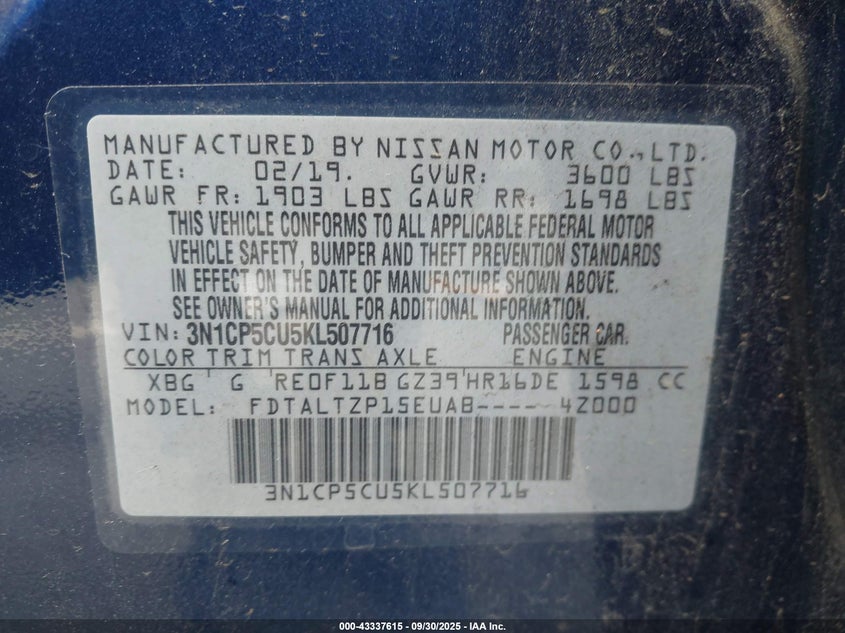 MANUFACTURED BY NISSAN MOTOR CO., LTD.
DATE: 02/19. GVWR: 3600 LBS
GAWR FR: 1903 LBS GAWR RR: 1698 LBS
THIS VEHICLE CONFORMS TO ALL APPLICABLE FEDERAL MOTOR
VEHICLE SAFETY, BUMPER AND THEFT PREVENTION STANDARDS
IN EFFECT ON THE DATE OF MANUFACTURE SHOWN ABOVE.
SEE OWNER'S MANUAL FOR ADDITIONAL INFORMATION.
VIN: 3N1CP5CU5KL507716 PASSENGER CAR.
COLOR TRIM TRANS AXLE ENGINE
XBG G RE0F11B GZ39 HR16DE 1598 CC
MODEL: FDTALTZP15EUAB---- 4Z000
3N1CP5CU5KL507716
000-43337615 — 09/30/2025 — IAA Inc.